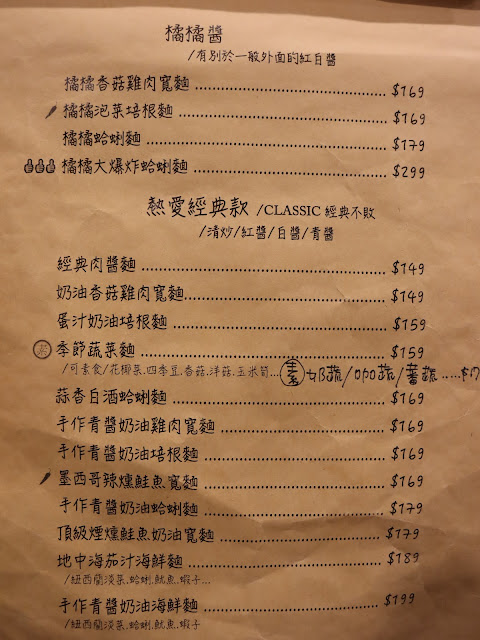 橘橘醬
/有別於一般外面的紅白醬
橘橘香菇雞肉寬麵 $169
橘橘泡菜培根麵 $169
橘橘蛤蜊麵 $179
橘橘大爆炸蛤蜊麵 $299
熱愛經典款 /CLASSIC 經典不敗
/清炒/紅醬/白醬/青醬
經典肉醬麵 $149
奶油香菇雞肉寬麵 $149
蛋汁奶油培根麵 $159
季節蔬菜麵 $159
/可素食/花椰菜.四季豆.香菇.洋菇.玉米筍... 素 奶蔬/咖蔬/薑蔬
蒜香白酒蛤蜊麵 $169
手作青醬奶油雞肉寬麵 $169
手作青醬奶油培根麵 $169
墨西哥辣燻鮭魚寬麵 $169
手作青醬奶油蛤蜊麵 $179
頂級煙燻鮭魚奶油寬麵 $179
地中海茄汁海鮮麵 $189
/紐西蘭淡菜.蛤蜊.魷魚.蝦子...
手作青醬奶油海鮮麵 $199
/紐西蘭淡菜.蛤蜊.魷魚.蝦子